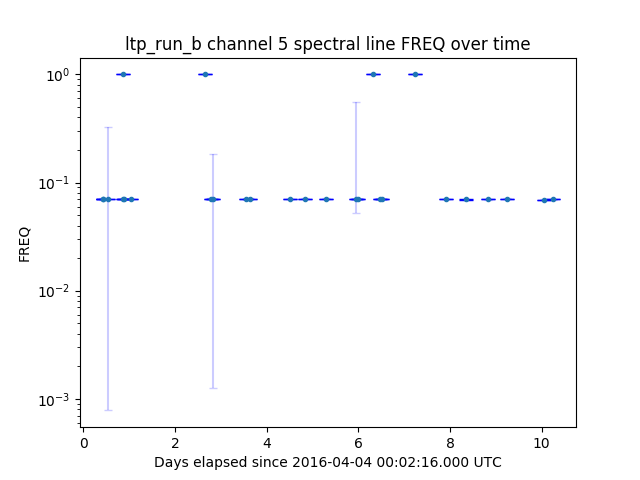 ltp_run_b channel 5 spectral line FREQ over time
10⁰
10⁻¹
10⁻²
10⁻³
FREQ
0 2 4 6 8 10
Days elapsed since 2016-04-04 00:02:16.000 UTC